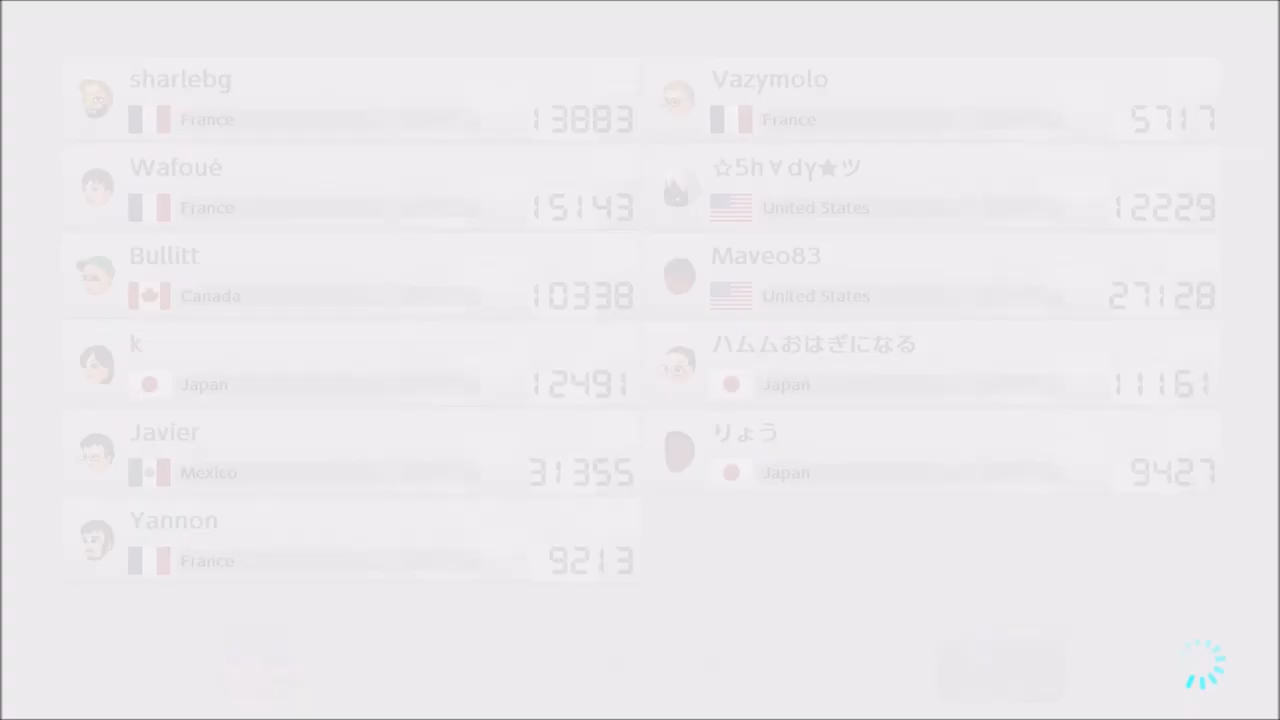 sharlebg
France 13883
Wafoué
France 15143
Bullitt
Canada 10338
k
Japan 12491
Javier
Mexico 31355
Yannon
France 9213
Vazymolo
France 5717
☆5h∀dγ★ツ
United States 12229
Maveo83
United States 27128
ハムムおはぎになる
Japan 11161
りょう
Japan 9427